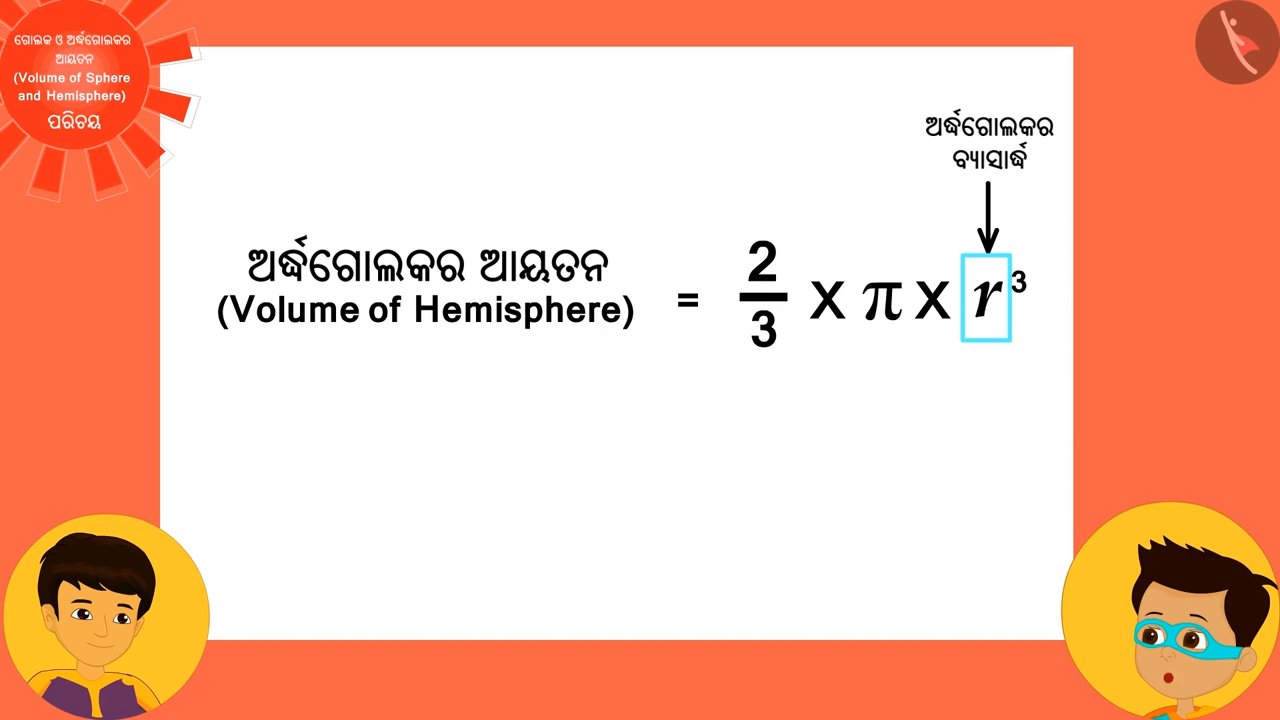 ଗୋଲକ ଓ ଅର୍ଦ୍ଧଗୋଲକର
ଆୟତନ
(Volume of Sphere
and Hemisphere)
ପରିଚୟ
ଅର୍ଦ୍ଧଗୋଲକର
ବ୍ୟାସାର୍ଦ୍ଧ
ଅର୍ଦ୍ଧଗୋଲକର ଆୟତନ
(Volume of Hemisphere) = 2/3 x π x r³